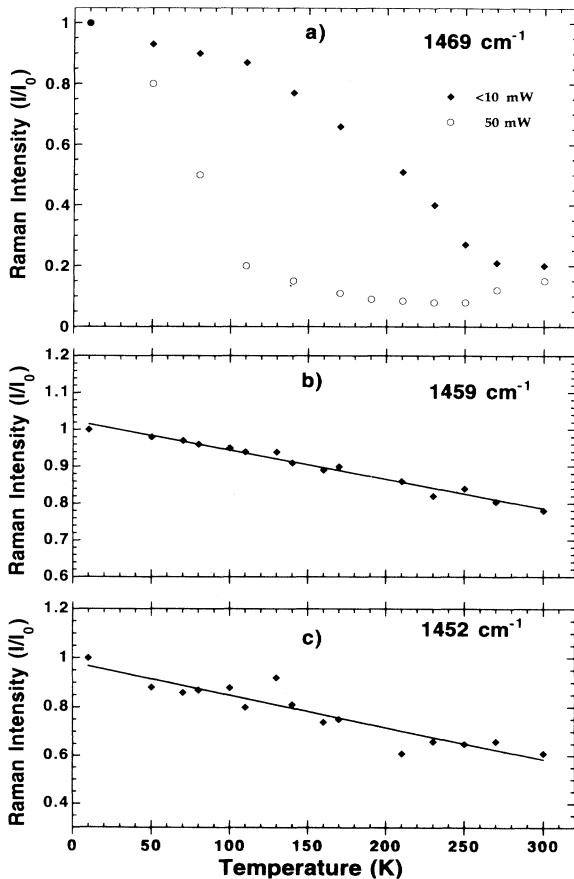 a)
1469 cm⁻¹
<10 mW
50 mW
Raman Intensity (I/I₀)
1
0.8
0.6
0.4
0.2
0
b)
1459 cm⁻¹
Raman Intensity (I/I₀)
1.2
1.1
1
0.9
0.8
0.7
0.6
c)
1452 cm⁻¹
Raman Intensity (I/I₀)
1.2
1
0.8
0.6
0.4
0 50 100 150 200 250 300
Temperature (K)